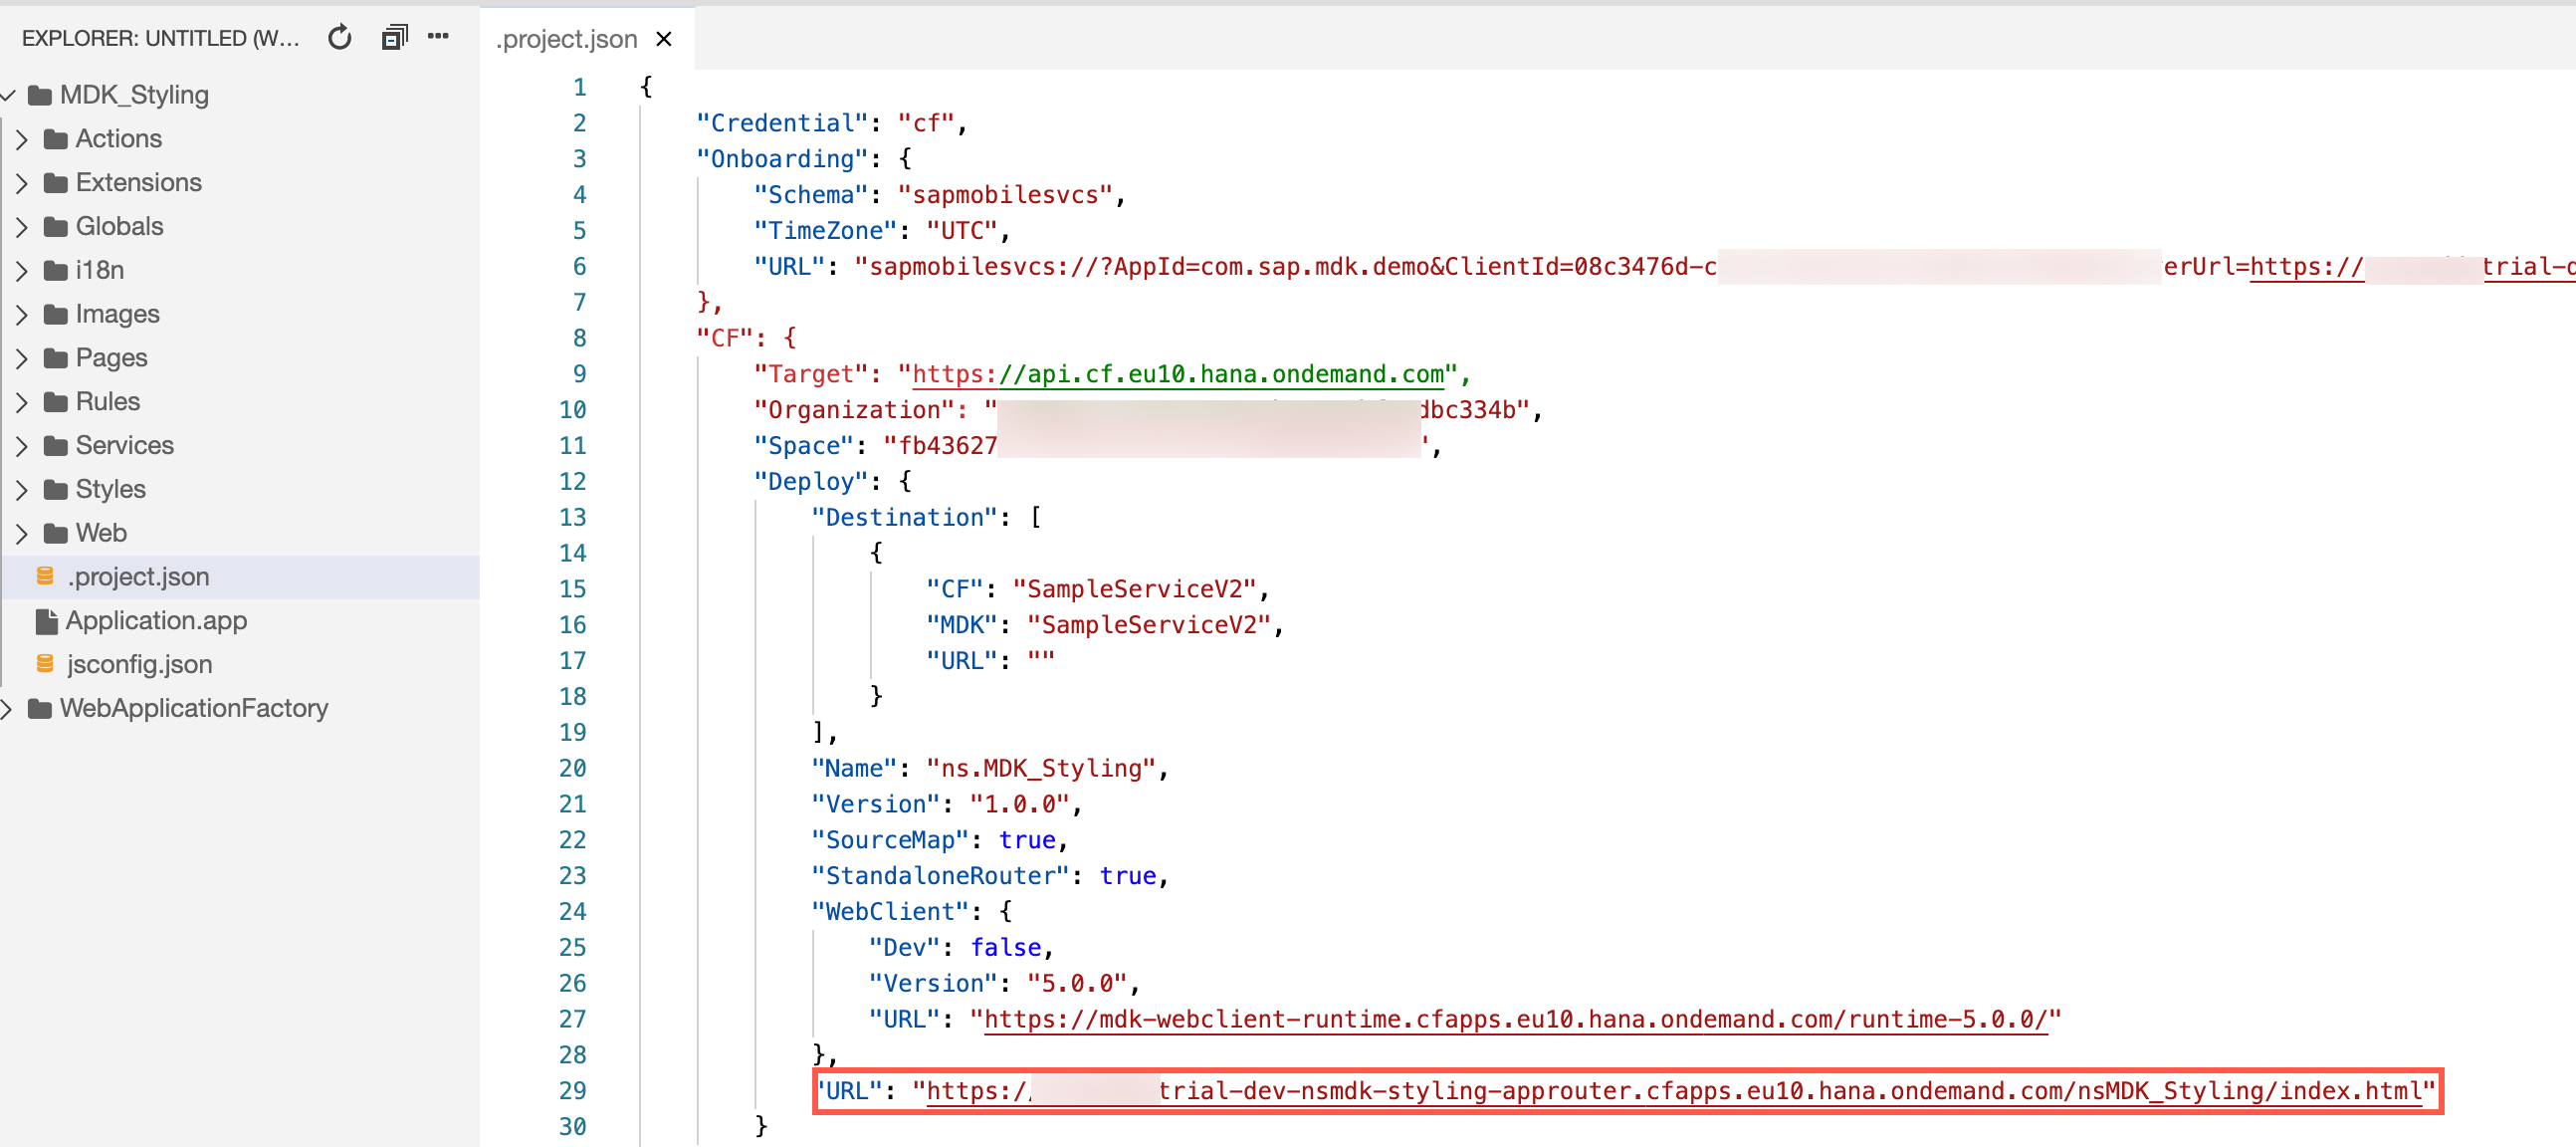 EXPLORER: UNTITLED (W...
MDK_Styling
Actions
Extensions
Globals
i18n
Images
Pages
Rules
Services
Styles
Web
.project.json
Application.app
jsconfig.json
WebApplicationFactory
.project.json
1 {
2 "Credential": "cf",
3 "Onboarding": {
4 "Schema": "sapmobilesvcs",
5 "TimeZone": "UTC",
6 "URL": "sapmobilesvcs://?AppId=com.sap.mdk.demo&ClientId=08c3476d-c erUrl=https:// trial-d
7 },
8 "CF": {
9 "Target": "https://api.cf.eu10.hana.ondemand.com",
10 "Organization": " dbc334b",
11 "Space": "fb43627 ",
12 "Deploy": {
13 "Destination": [
14 {
15 "CF": "SampleServiceV2",
16 "MDK": "SampleServiceV2",
17 "URL": ""
18 }
19 ],
20 "Name": "ns.MDK_Styling",
21 "Version": "1.0.0",
22 "SourceMap": true,
23 "StandaloneRouter": true,
24 "WebClient": {
25 "Dev": false,
26 "Version": "5.0.0",
27 "URL": "https://mdk-webclient-runtime.cfapps.eu10.hana.ondemand.com/runtime-5.0.0/"
28 },
29 "URL": "https:/ trial-dev-nsmdk-styling-approuter.cfapps.eu10.hana.ondemand.com/nsMDK_Styling/index.html"
30 }